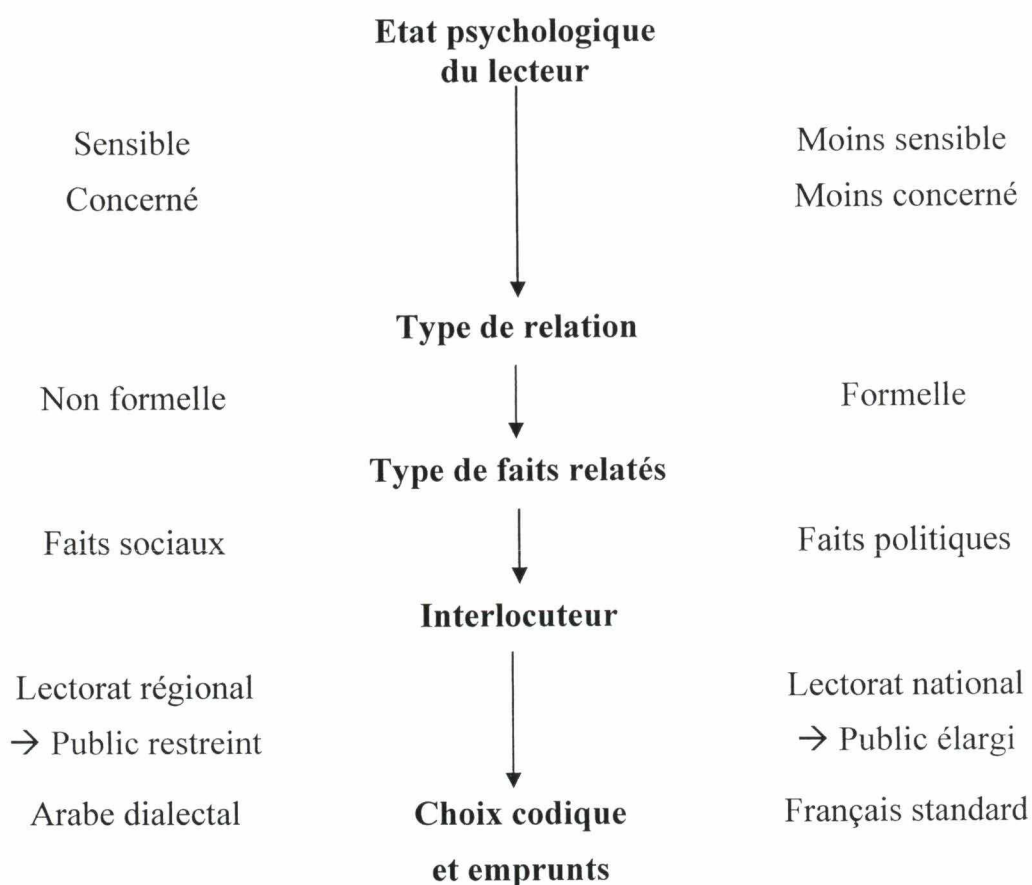 Etat psychologique
du lecteur
Sensible
Moins sensible
Concerné
Moins concerné
Type de relation
Non formelle
Formelle
Type de faits relatés
Faits sociaux
Faits politiques
Interlocuteur
Lectorat régional
Lectorat national
→ Public restreint
→ Public élargi
Arabe dialectal
Choix codique
Français standard
et emprunts